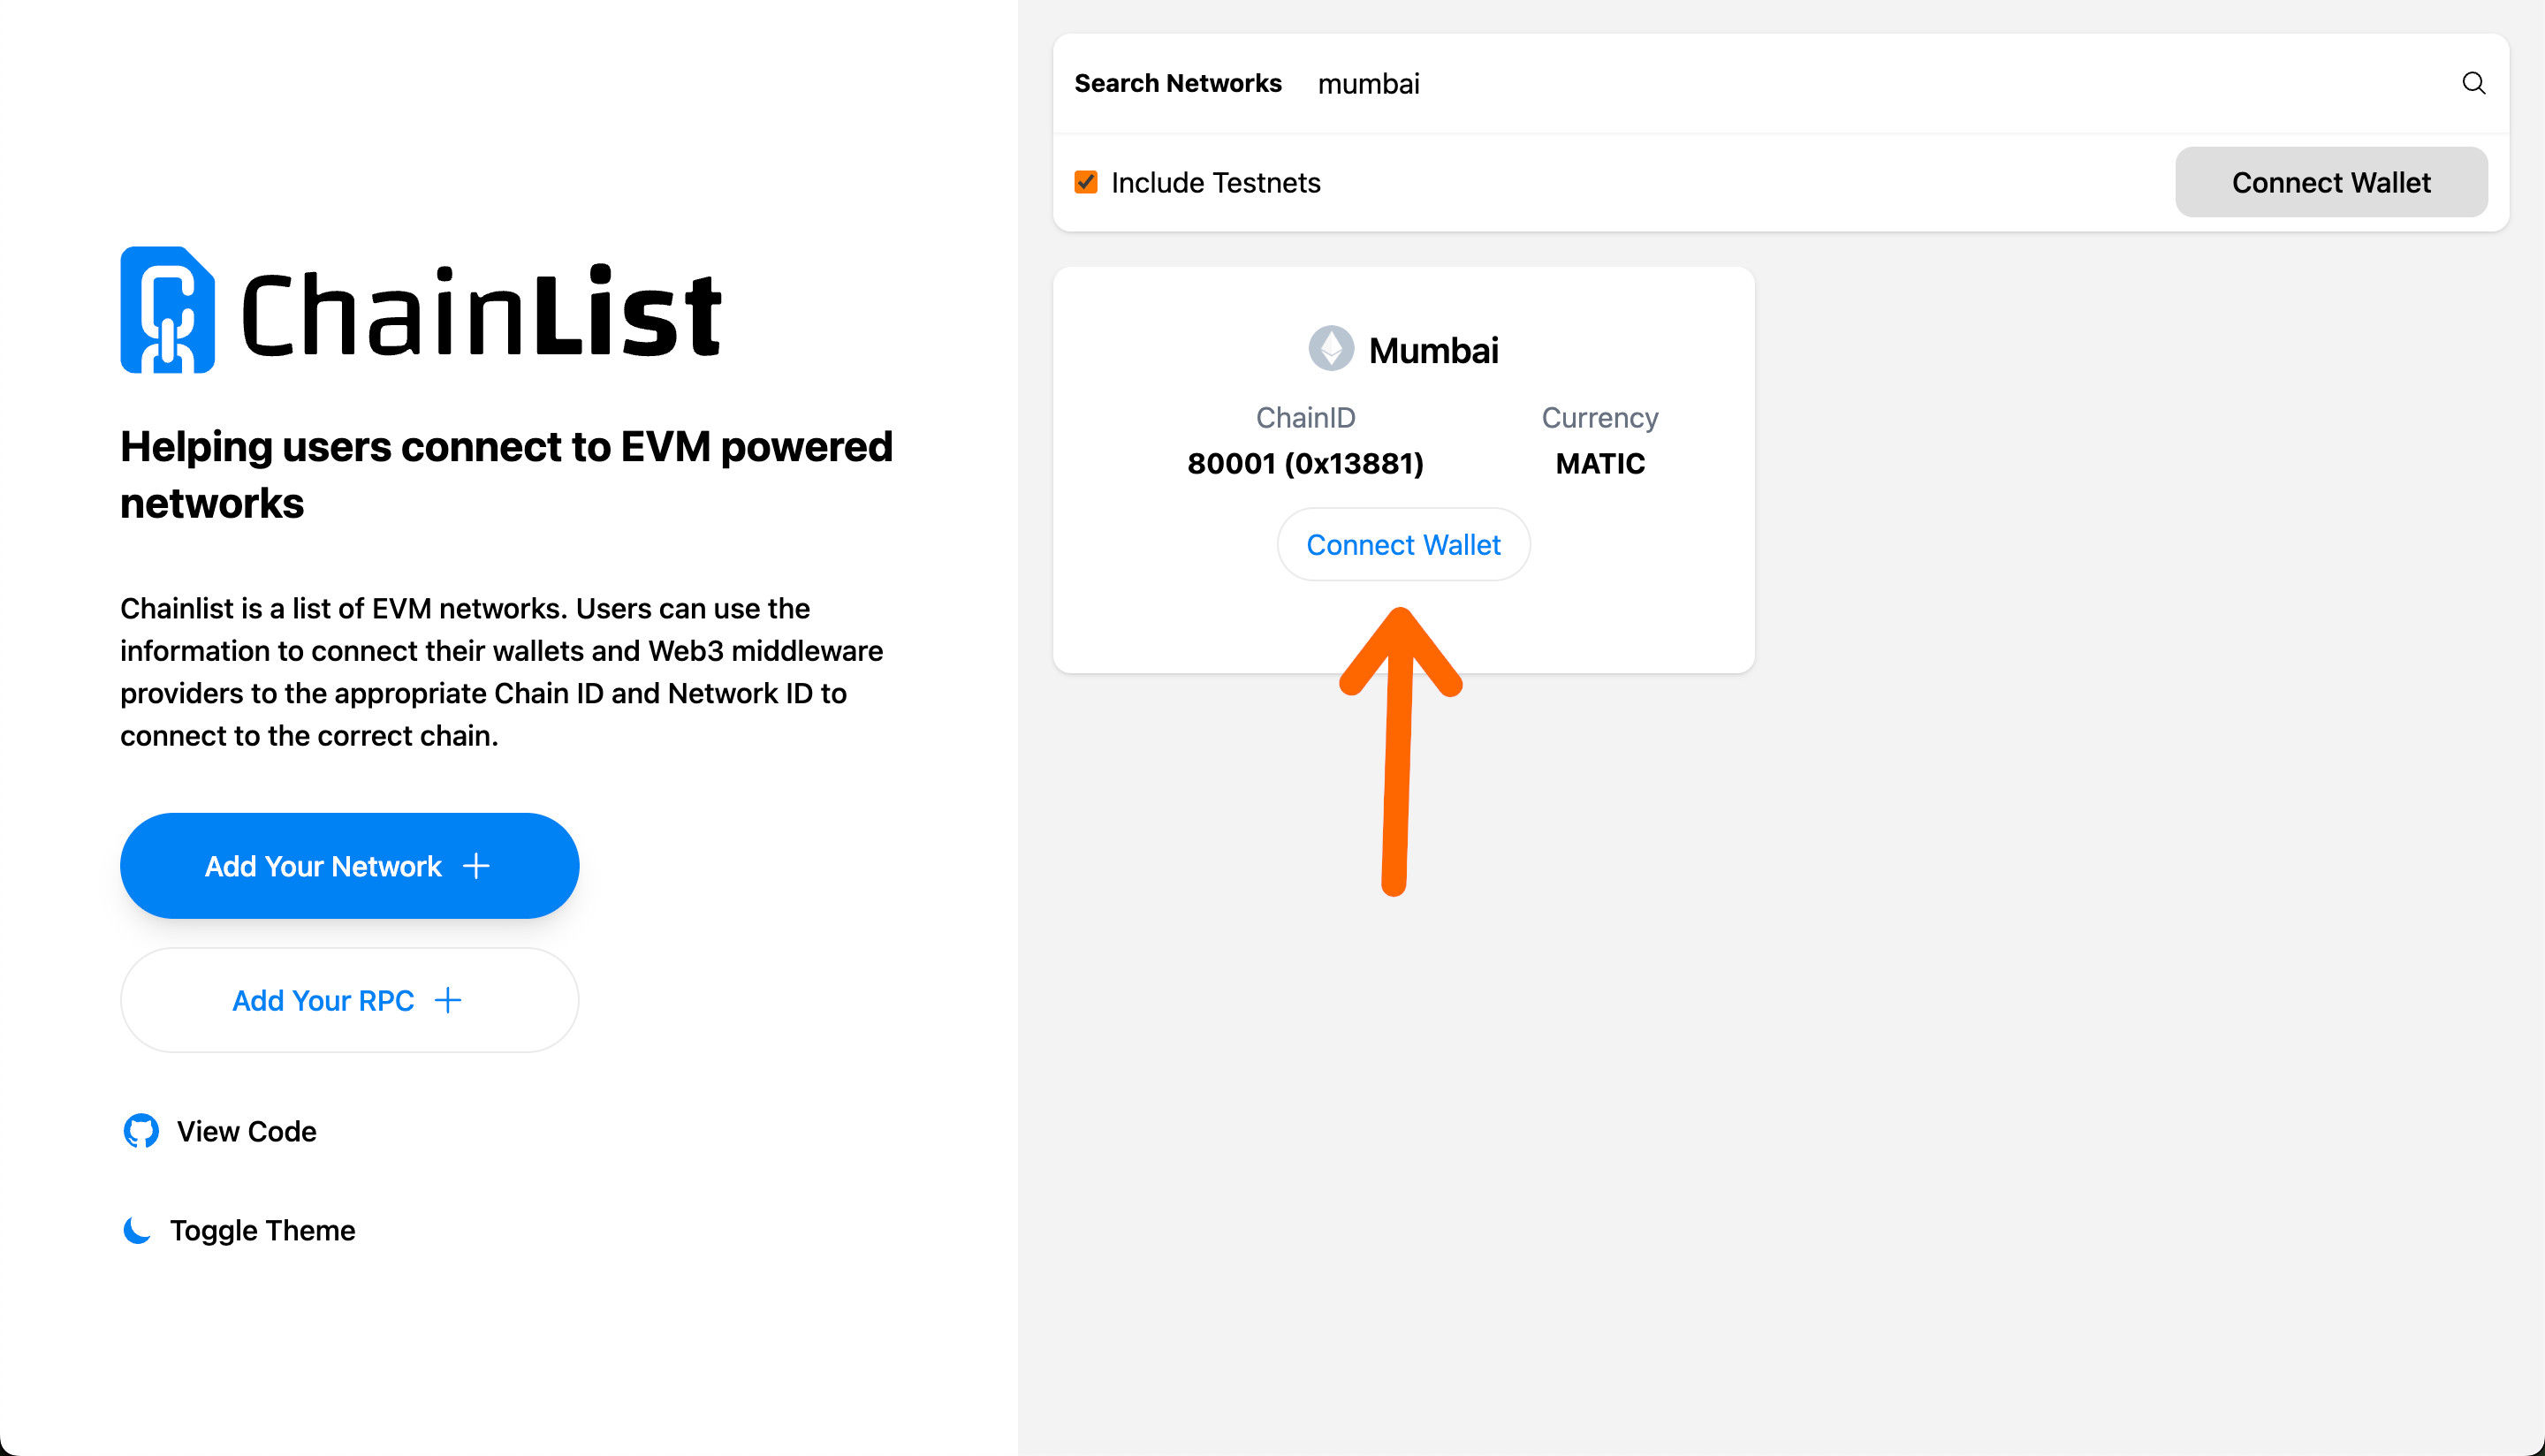 ChainList
Helping users connect to EVM powered
networks
Chainlist is a list of EVM networks. Users can use the
information to connect their wallets and Web3 middleware
providers to the appropriate Chain ID and Network ID to
connect to the correct chain.
Add Your Network
Add Your RPC
View Code
Toggle Theme
Search Networks mumbai
Include Testnets Connect Wallet
Mumbai
ChainID Currency
80001 (0x13881) MATIC
Connect Wallet